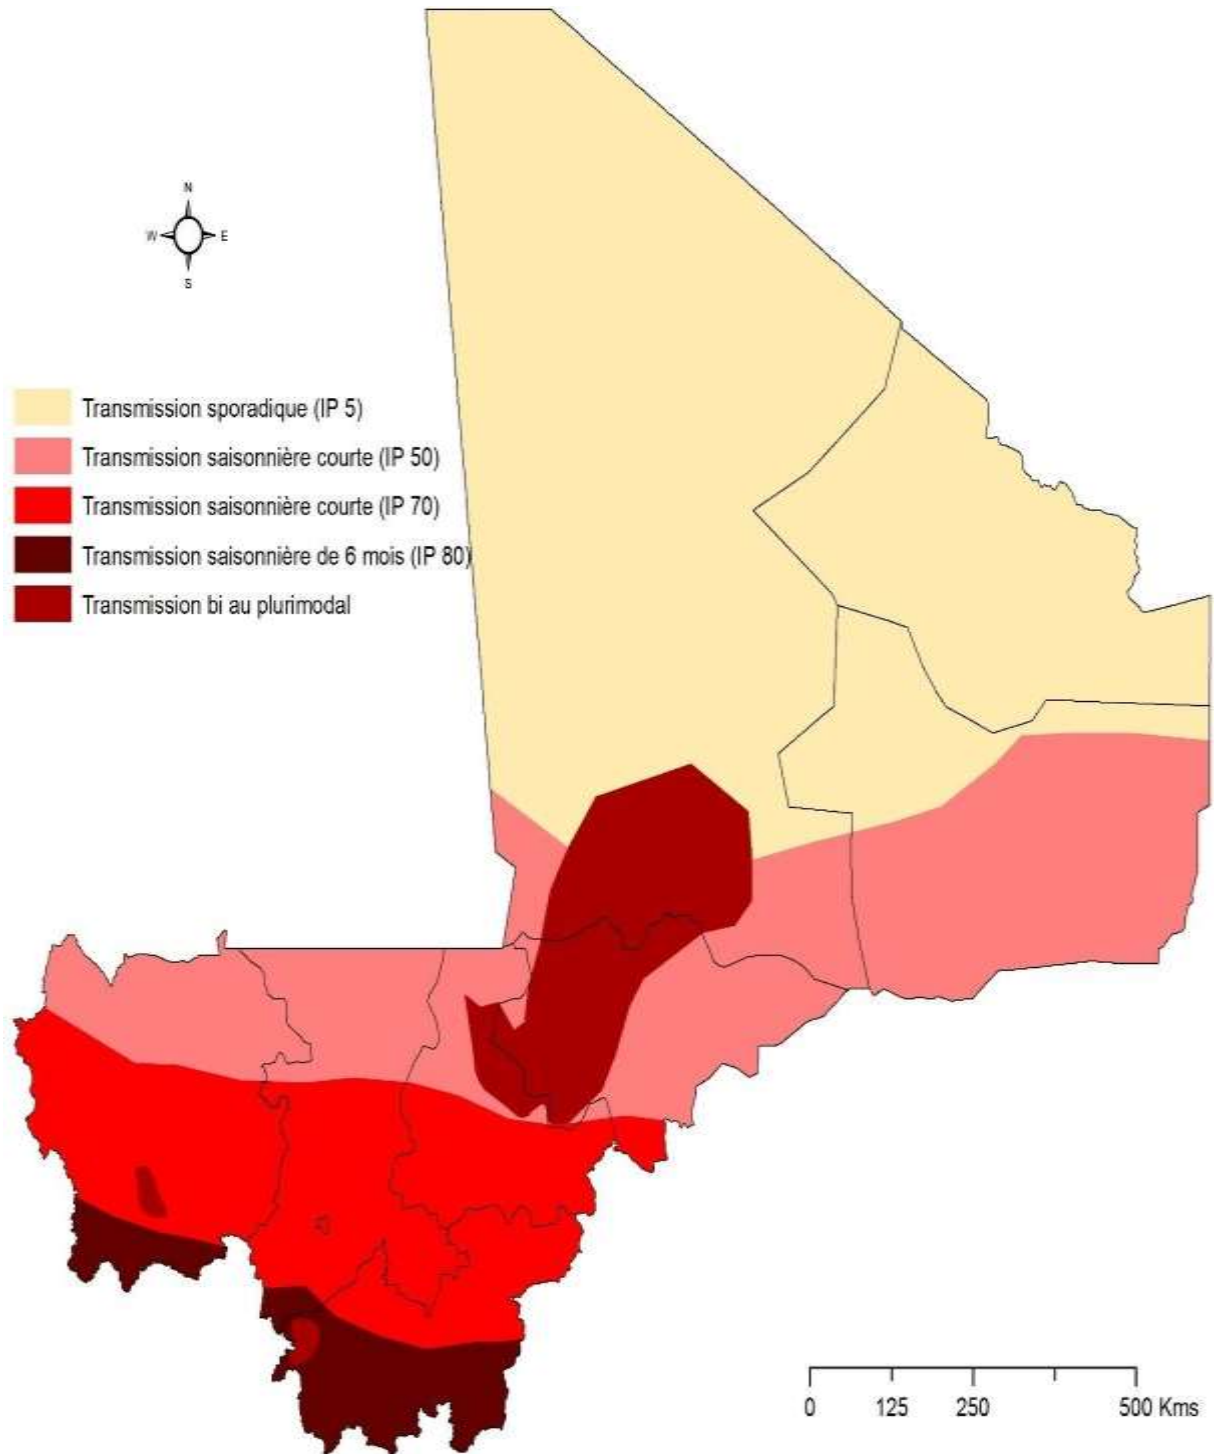 N
W E
S
Transmission sporadique (IP 5)
Transmission saisonnière courte (IP 50)
Transmission saisonnière courte (IP 70)
Transmission saisonnière de 6 mois (IP 80)
Transmission bi au plurimodal
0 125 250 500 Kms